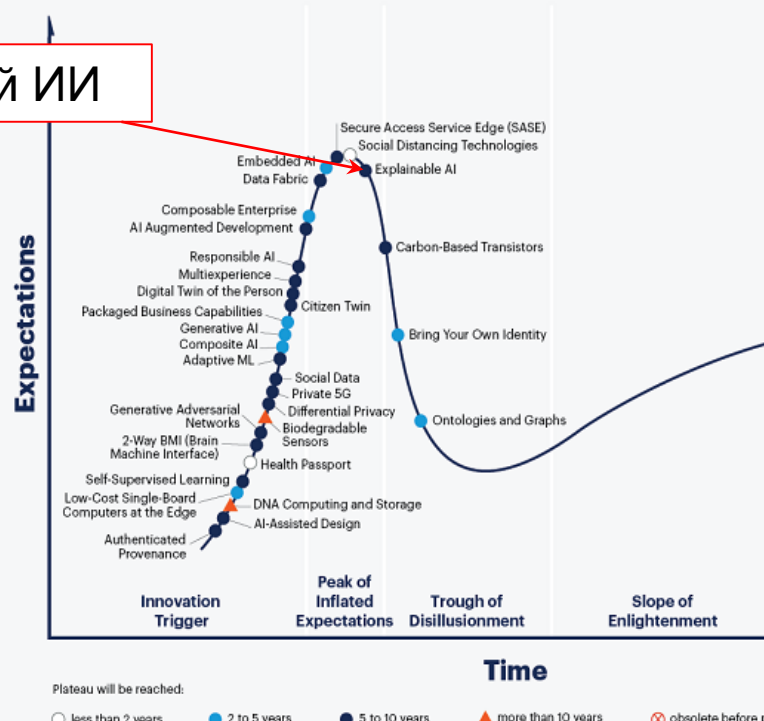 й ИИ
Secure Access Service Edge (SASE)
Social Distancing Technologies
Embedded AI
Explainable AI
Data Fabric
Composable Enterprise
AI Augmented Development
Carbon-Based Transistors
Responsible AI
Multiexperience
Digital Twin of the Person
Citizen Twin
Packaged Business Capabilities
Generative AI
Bring Your Own Identity
Composite AI
Adaptive ML
Social Data
Private 5G
Generative Adversarial
Networks
Differential Privacy
Biodegradable
Sensors
Ontologies and Graphs
2-Way BMI (Brain
Machine Interface)
Health Passport
Self-Supervised Learning
Low-Cost Single-Board
Computers at the Edge
DNA Computing and Storage
AI-Assisted Design
Authenticated
Provenance
Expectations
Innovation
Trigger
Peak of
Inflated
Expectations
Trough of
Disillusionment
Slope of
Enlightenment
Time
Plateau will be reached:
less than 2 years
2 to 5 years
5 to 10 years
more than 10 years
obsolete before